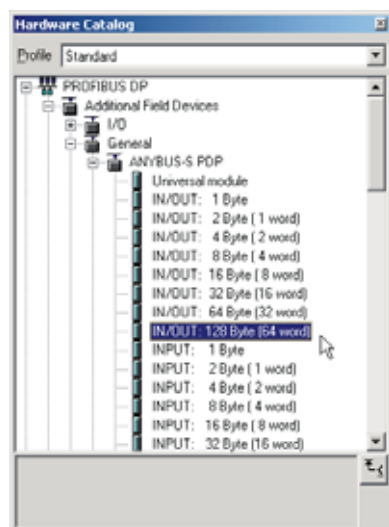 Hardware Catalog
Profile Standard
PROFIBUS DP
Additional Field Devices
I/O
General
ANYBUS-S PDP
Universal module
IN/OUT: 1 Byte
IN/OUT: 2 Byte ( 1 word)
IN/OUT: 4 Byte ( 2 word)
IN/OUT: 8 Byte ( 4 word)
IN/OUT: 16 Byte ( 8 word)
IN/OUT: 32 Byte (16 word)
IN/OUT: 64 Byte (32 word)
IN/OUT: 128 Byte (64 word)
INPUT: 1 Byte
INPUT: 2 Byte ( 1 word)
INPUT: 4 Byte ( 2 word)
INPUT: 8 Byte ( 4 word)
INPUT: 16 Byte ( 8 word)
INPUT: 32 Byte (16 word)